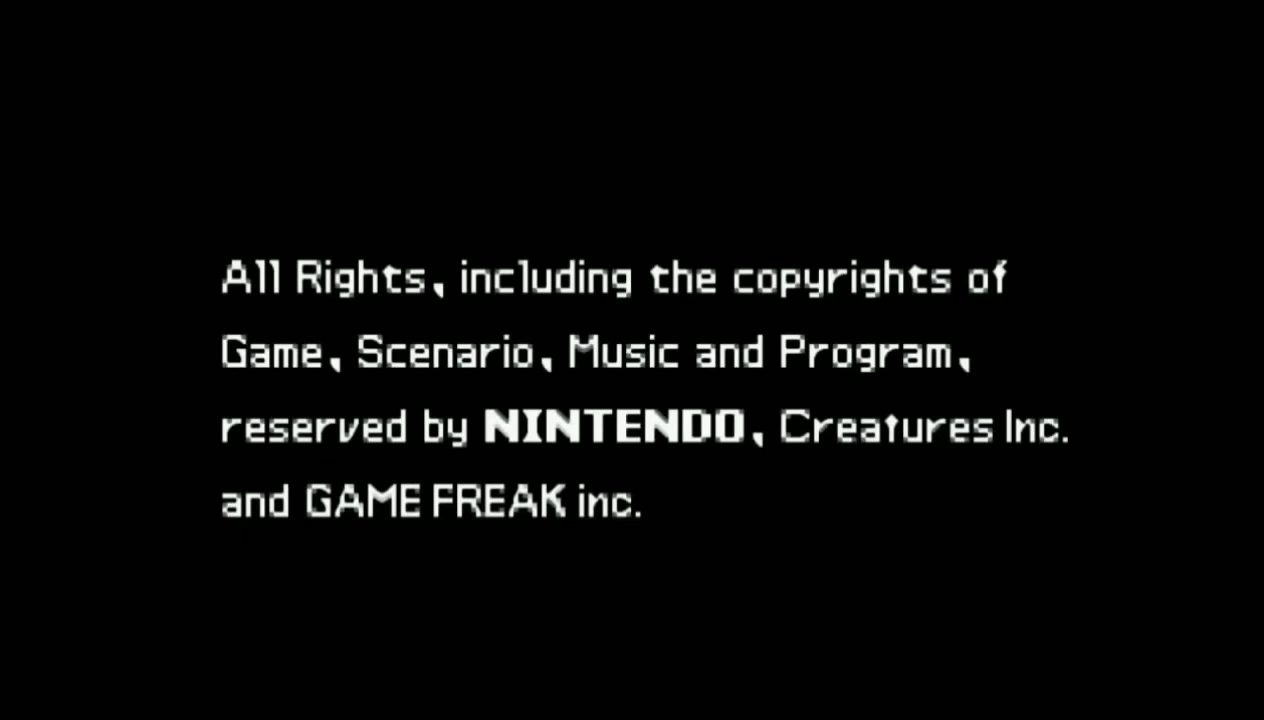 All Rights, including the copyrights of
Game, Scenario, Music and Program,
reserved by NINTENDO, Creatures Inc.
and GAME FREAK inc.